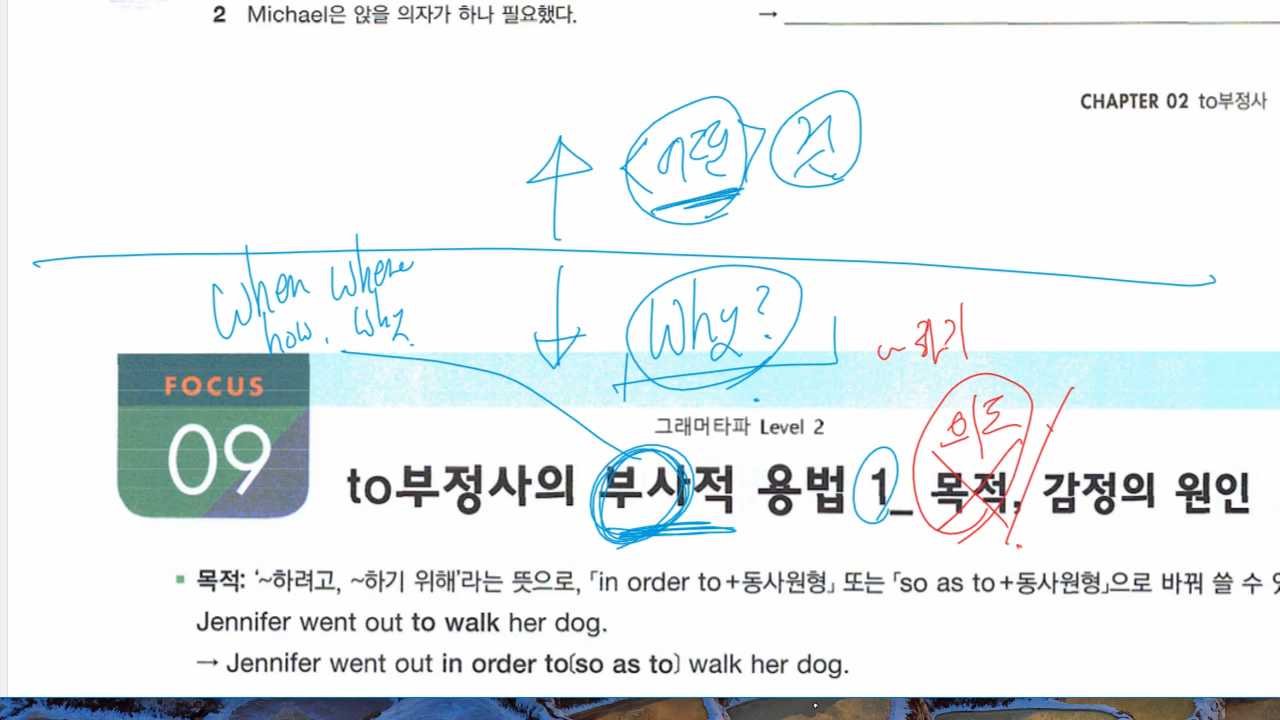 2 Michael은 앉을 의자가 하나 필요했다. →
CHAPTER 02 to부정사
어떤 것
When where
how. why.
Why?
~하기
FOCUS
09
그래머타파 Level 2
의도
to부정사의 부사적 용법 1_ 목적, 감정의 원인
▪ 목적: ‘~하려고, ~하기 위해’라는 뜻으로, 「in order to+동사원형」 또는 「so as to+동사원형」으로 바꿔 쓸 수
Jennifer went out to walk her dog.
→ Jennifer went out in order to(so as to) walk her dog.